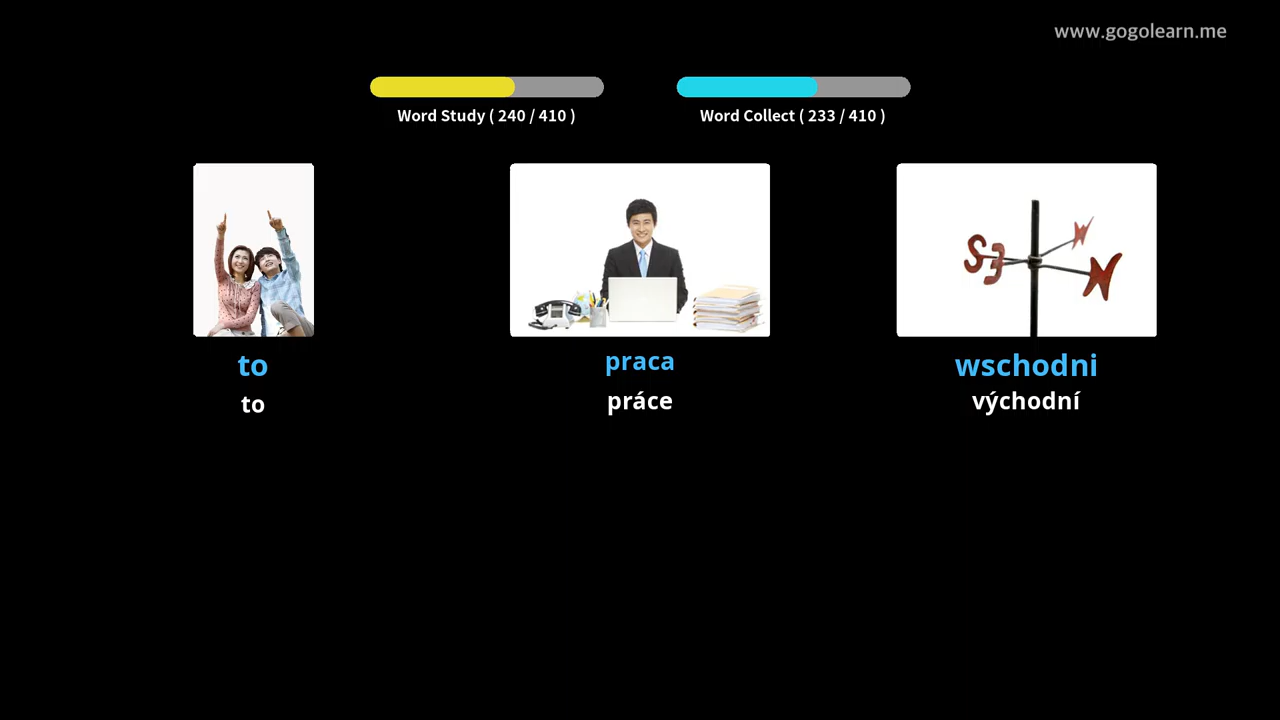 www.gogolearn.me
Word Study ( 240 / 410 )
Word Collect ( 233 / 410 )
S
N
to
praca
wschodni
to
práce
východní